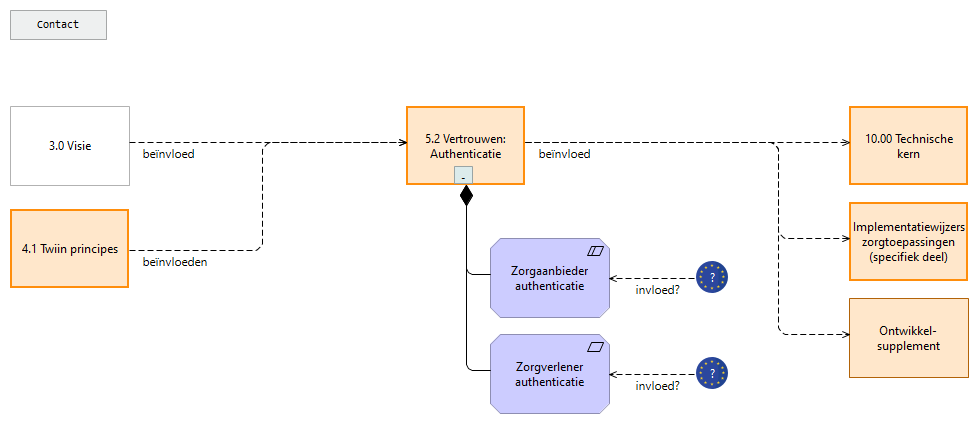 Contact
3.0 Visie
beïnvloed
4.1 Twiin principes
beïnvloeden
5.2 Vertrouwen:
Authenticatie
-
beïnvloed
10.00 Technische
kern
Implementatiewijzers
zorgtoepassingen
(specifiek deel)
Ontwikkel-
supplement
Zorgaanbieder
authenticatie
invloed?
?
Zorgverlener
authenticatie
invloed?
?